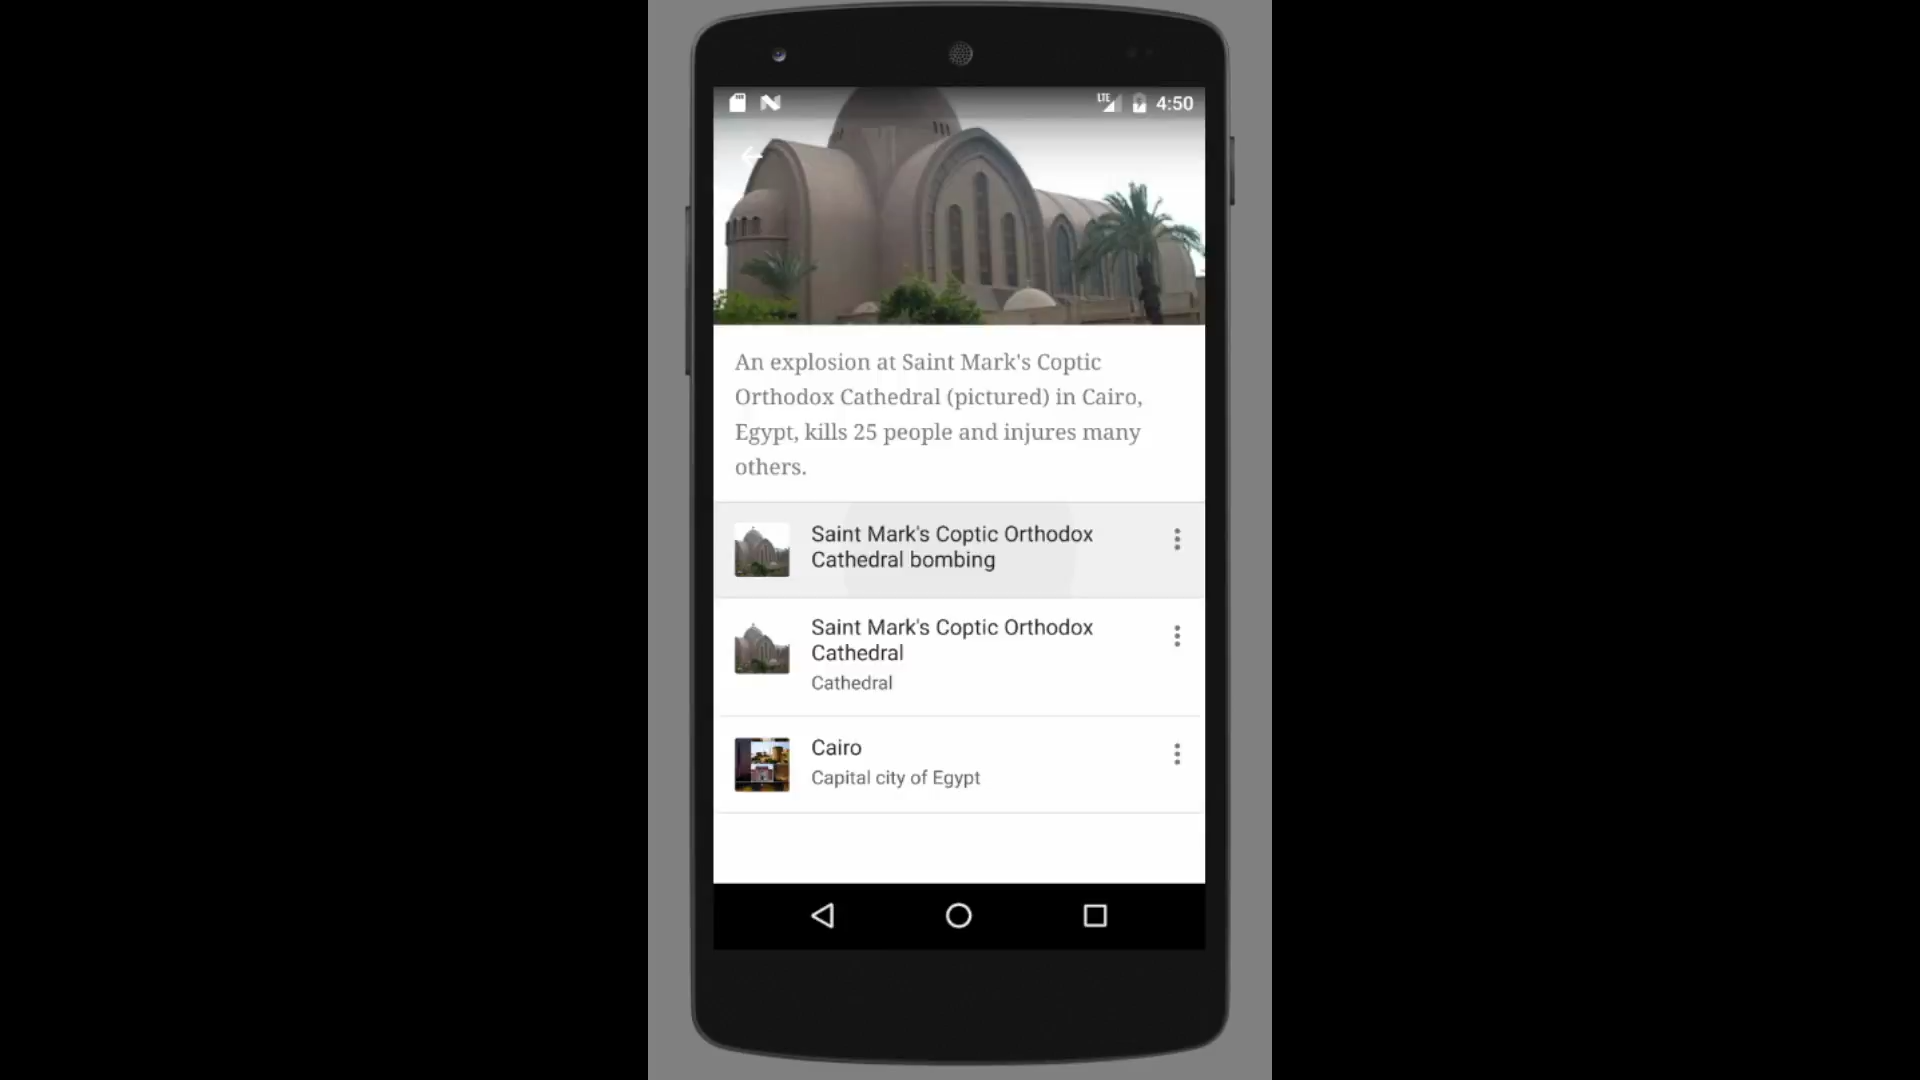 LTE 4:50
An explosion at Saint Mark's Coptic
Orthodox Cathedral (pictured) in Cairo,
Egypt, kills 25 people and injures many
others.
Saint Mark's Coptic Orthodox
Cathedral bombing
Saint Mark's Coptic Orthodox
Cathedral
Cathedral
Cairo
Capital city of Egypt